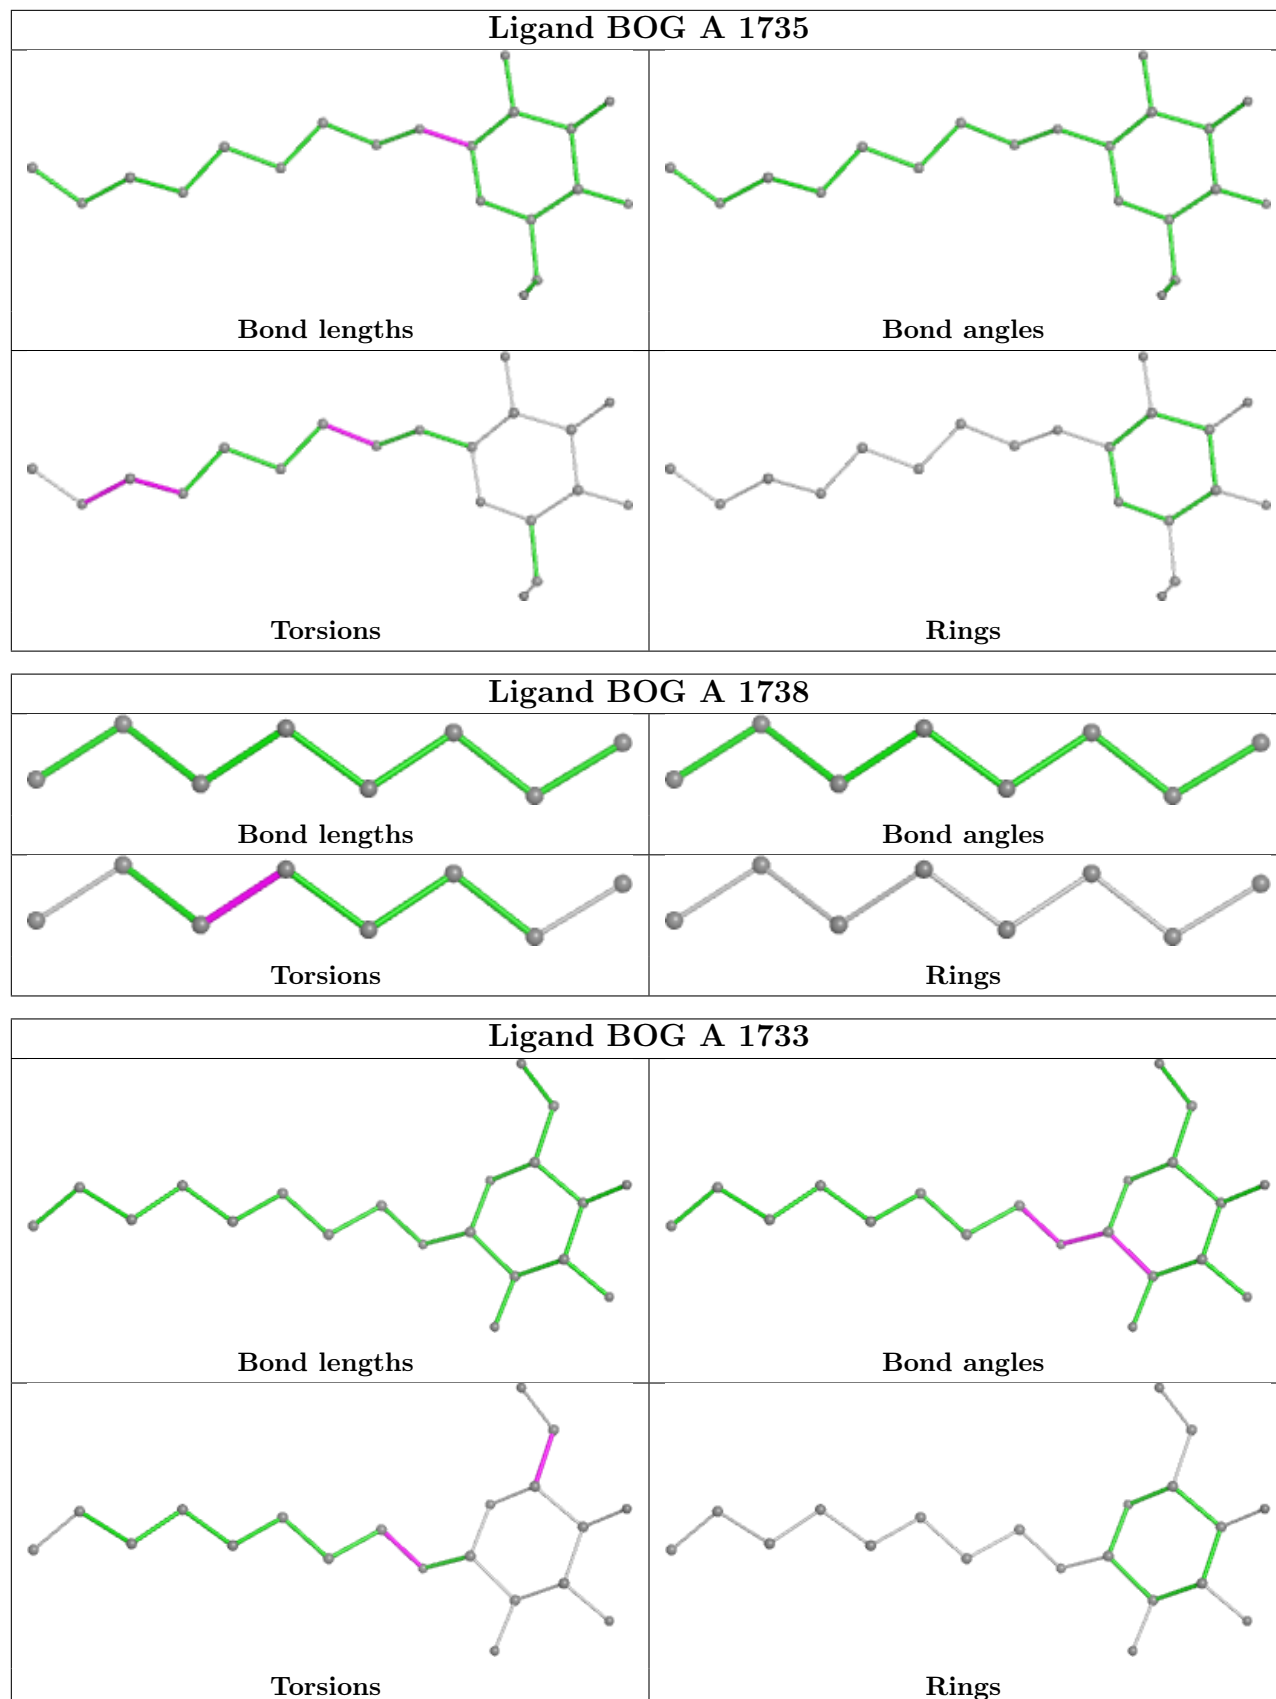 Ligand BOG A 1735
Bond lengths
Bond angles
Torsions
Rings
Ligand BOG A 1738
Bond lengths
Bond angles
Torsions
Rings
Ligand BOG A 1733
Bond lengths
Bond angles
Torsions
Rings